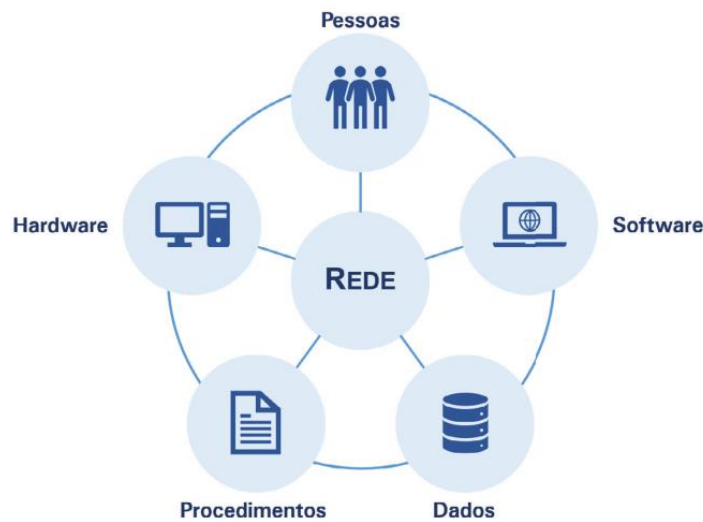 Pessoas
Hardware
Software
REDE
Procedimentos
Dados